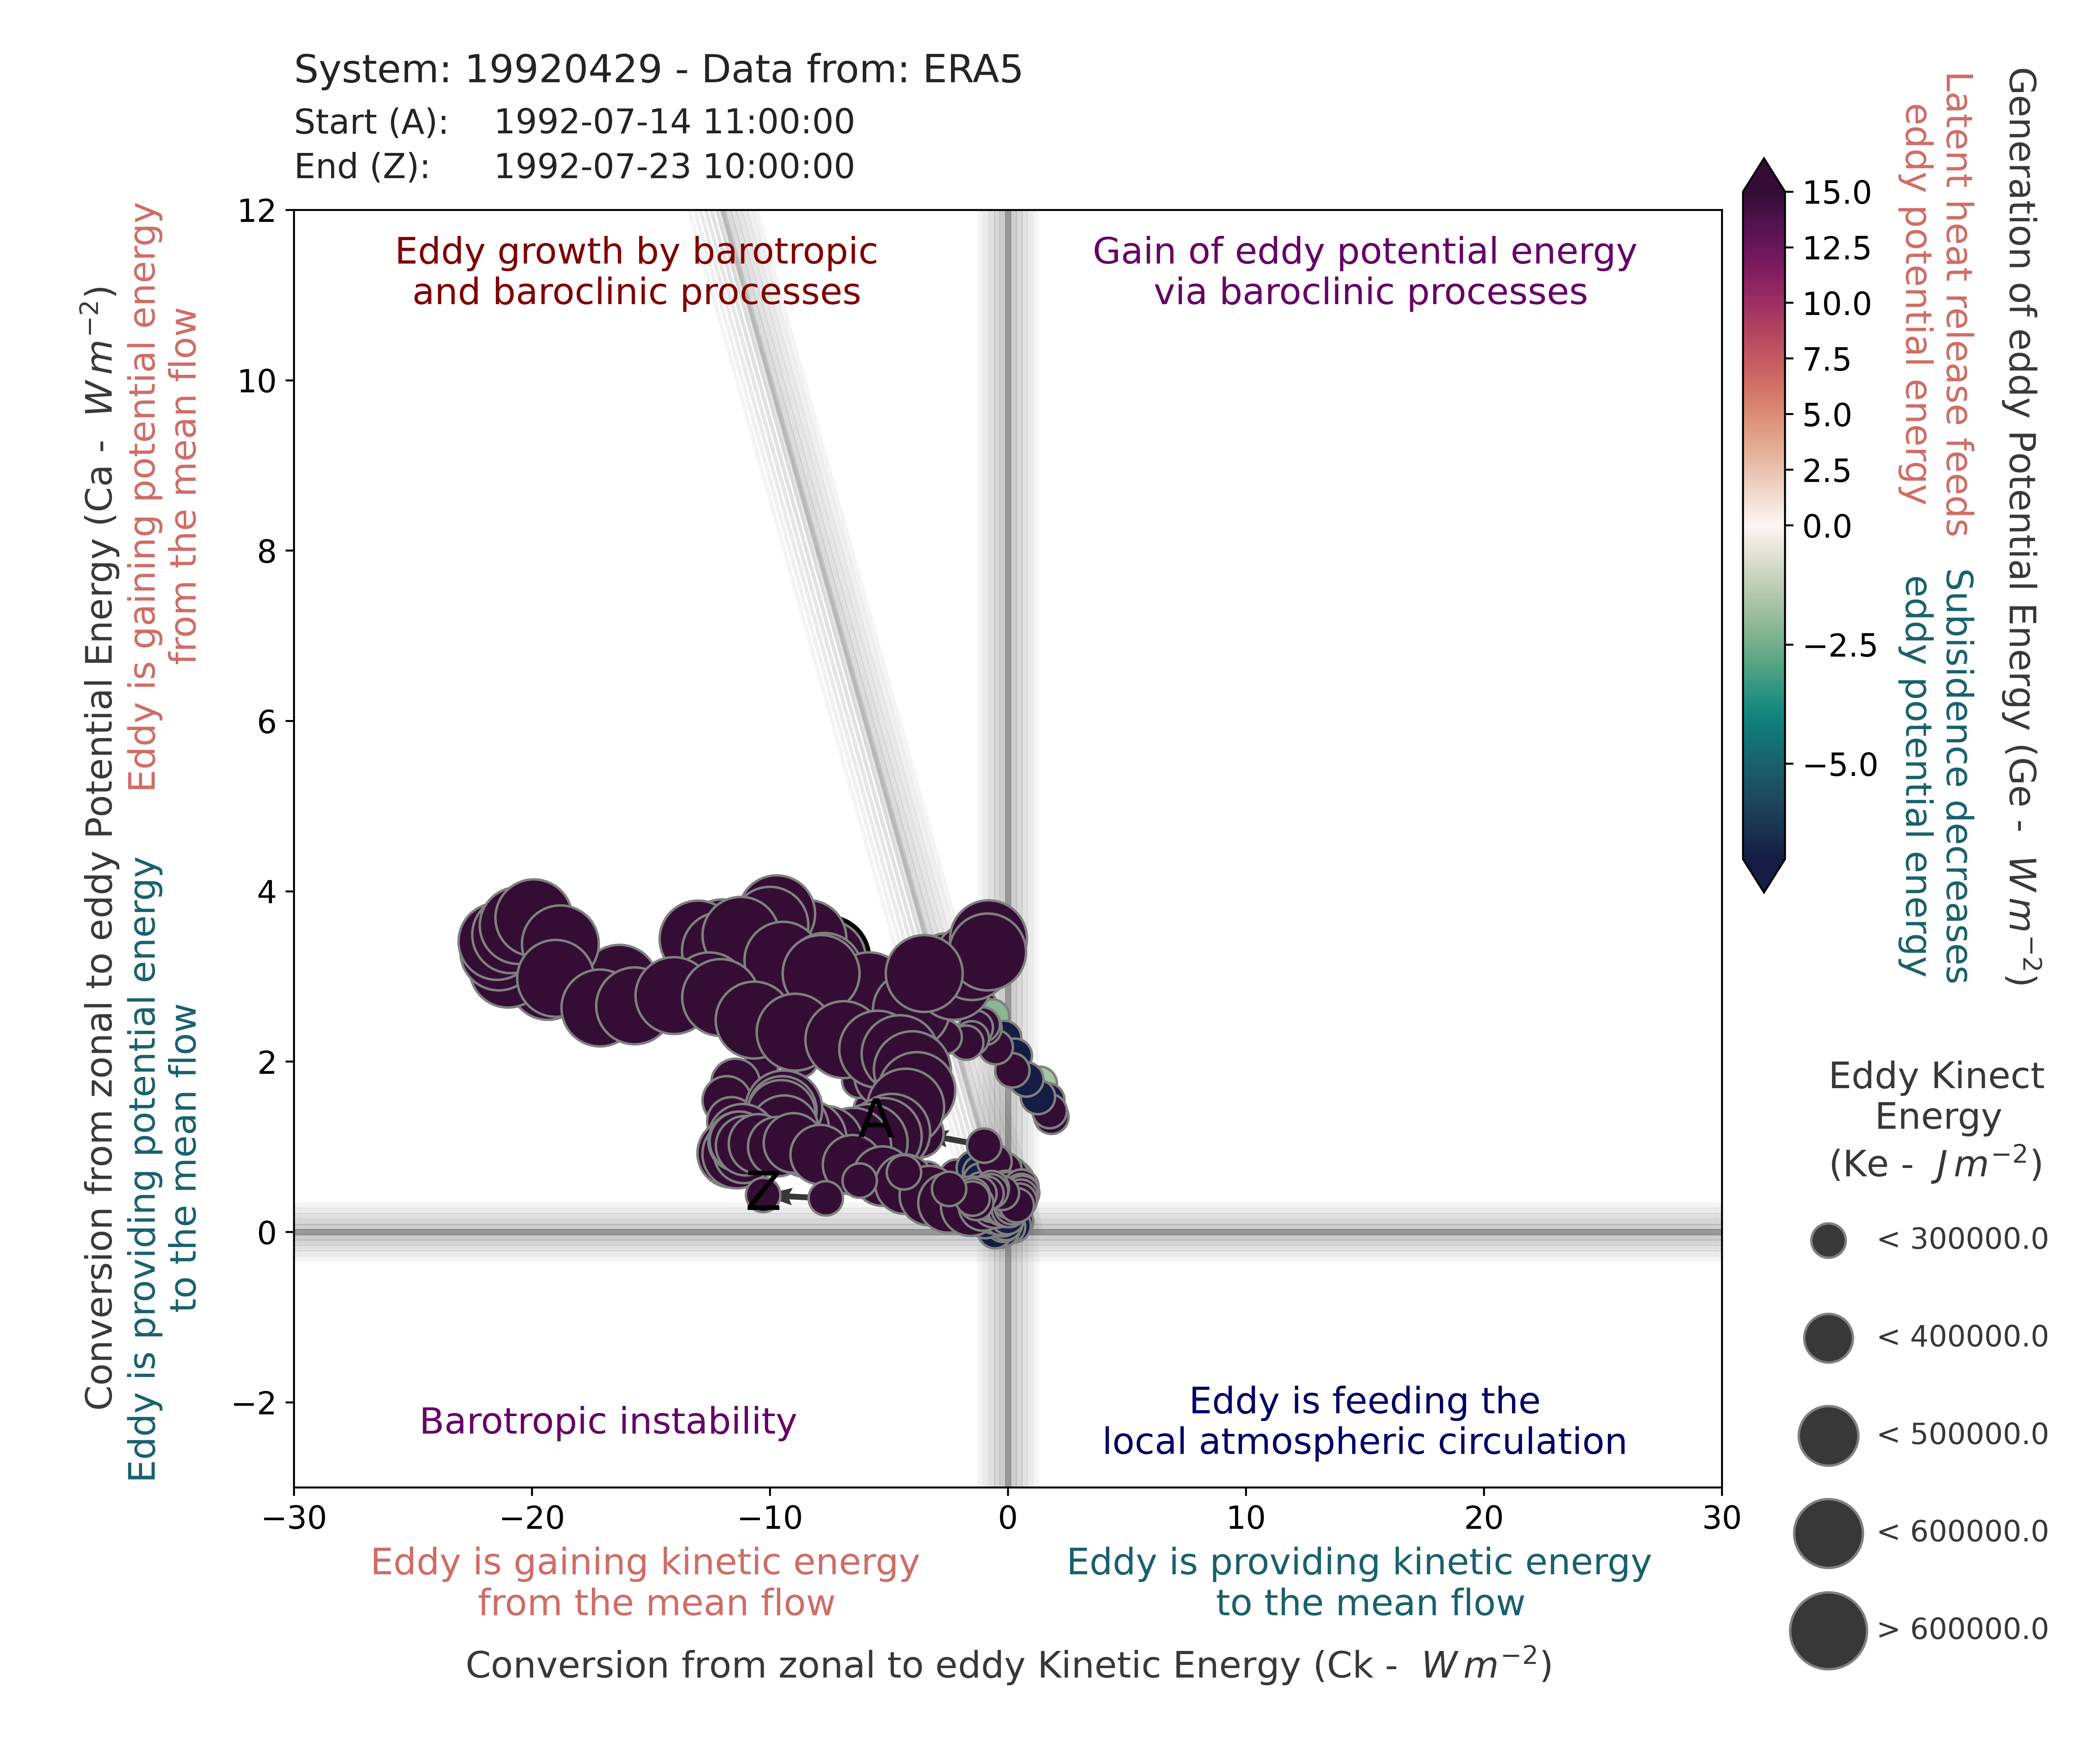 System: 19920429 - Data from: ERA5
Start (A): 1992-07-14 11:00:00
End (Z): 1992-07-23 10:00:00
Conversion from zonal to eddy Potential Energy (Ca - W m⁻²)
Eddy is gaining potential energy
from the mean flow
Eddy is providing potential energy
to the mean flow
12
10
8
6
4
2
0
−2
Eddy growth by barotropic
and baroclinic processes
Gain of eddy potential energy
via baroclinic processes
A
Z
Barotropic instability
Eddy is feeding the
local atmospheric circulation
−30
−20
−10
0
10
20
30
Eddy is gaining kinetic energy
from the mean flow
Eddy is providing kinetic energy
to the mean flow
Conversion from zonal to eddy Kinetic Energy (Ck - W m⁻²)
15.0
12.5
10.0
7.5
5.0
2.5
0.0
−2.5
−5.0
Latent heat release feeds
eddy potential energy
Subisidence decreases
eddy potential energy
Generation of eddy Potential Energy (Ge - W m⁻²)
Eddy Kinect
Energy
(Ke - J m⁻²)
< 300000.0
< 400000.0
< 500000.0
< 600000.0
> 600000.0